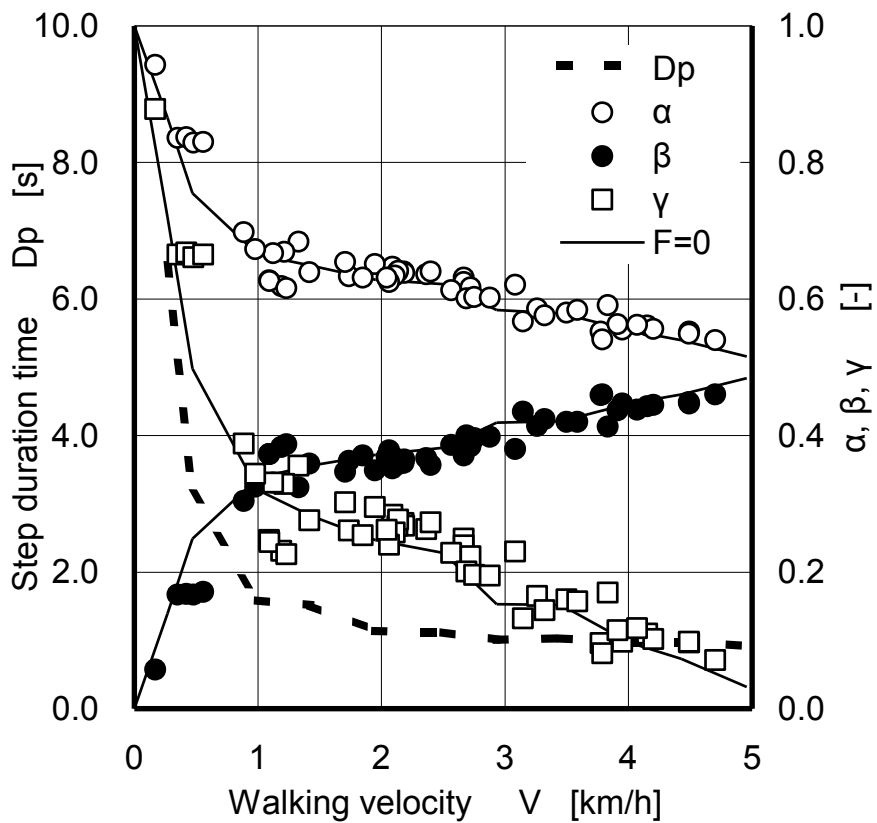 10.0
8.0
6.0
4.0
2.0
0.0
Step duration time Dp [s]
1.0
0.8
0.6
0.4
0.2
0.0
α, β, γ [-]
Dp
α
β
γ
F=0
0 1 2 3 4 5
Walking velocity V [km/h]